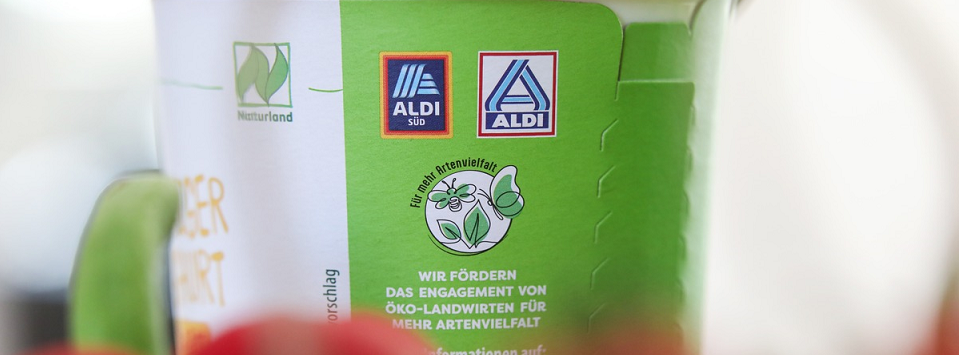 Naturland
ALDI
SÜD
ALDI
Für mehr Artenvielfalt
WIR FÖRDERN
DAS ENGAGEMENT VON
ÖKO-LANDWIRTEN FÜR
MEHR ARTENVIELFALT